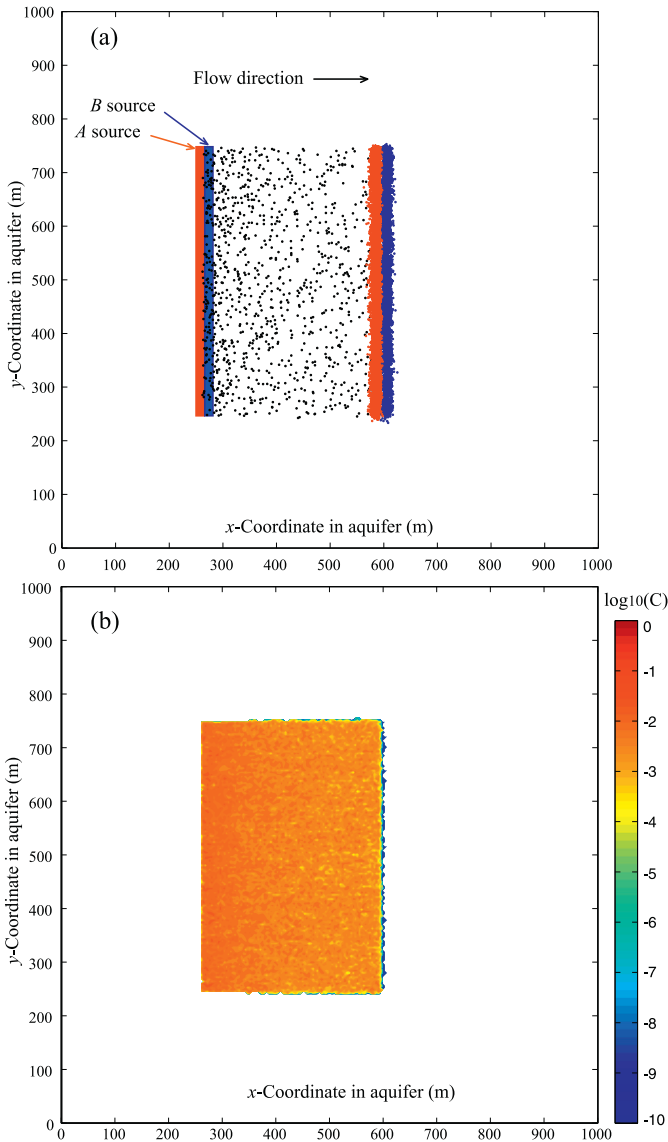 1000
(a)
900
Flow direction
B source
800
A source
700
600
500
400
300
200
100
0
y-Coordinate in aquifer (m)
x-Coordinate in aquifer (m)
0 100 200 300 400 500 600 700 800 900 1000
1000
(b)
900
800
700
600
500
400
300
200
100
0
y-Coordinate in aquifer (m)
x-Coordinate in aquifer (m)
0 100 200 300 400 500 600 700 800 900 1000
log10(C)
0
-1
-2
-3
-4
-5
-6
-7
-8
-9
-10